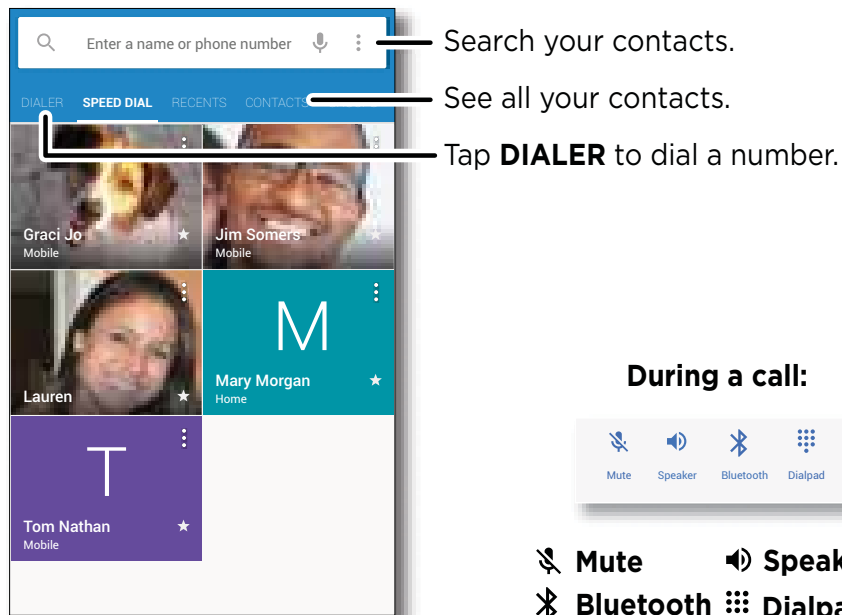 Enter a name or phone number
Search your contacts.
DIALER SPEED DIAL RECENTS CONTACTS
See all your contacts.
Tap DIALER to dial a number.
Graci Jo
Mobile
Jim Somers
Mobile
Lauren
M
Mary Morgan
Home
T
Tom Nathan
Mobile
During a call:
Mute Speaker Bluetooth Dialpad
Mute Speak
Bluetooth Dialpa